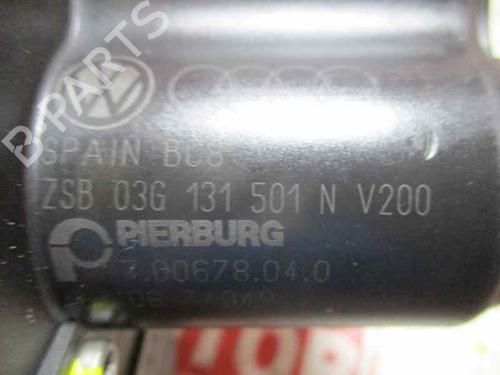 B-PARTS
SPAIN BC8
ZSB 03G 131 501 N V200
PIERBURG
7.00678.04.0